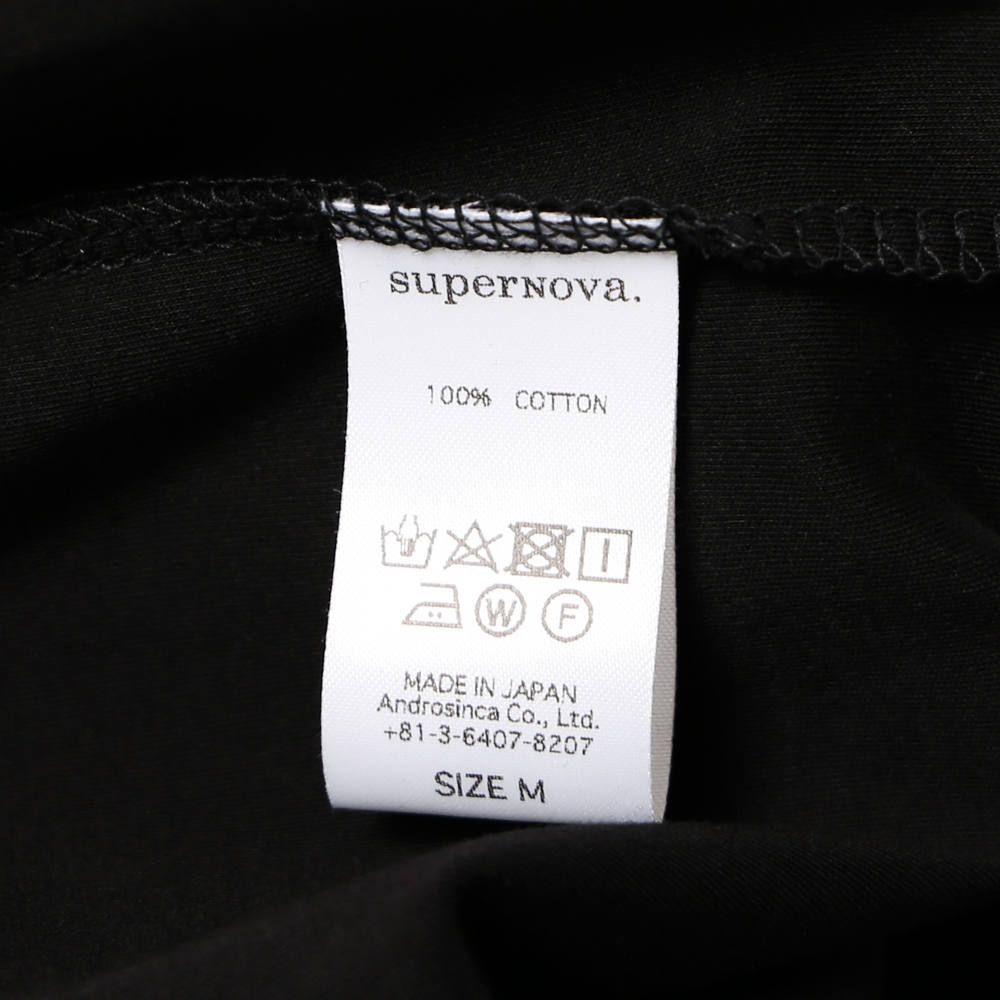 superNova.
100% COTTON
W F
MADE IN JAPAN
Androsinca Co., Ltd.
+81-3-6407-8207
SIZE M